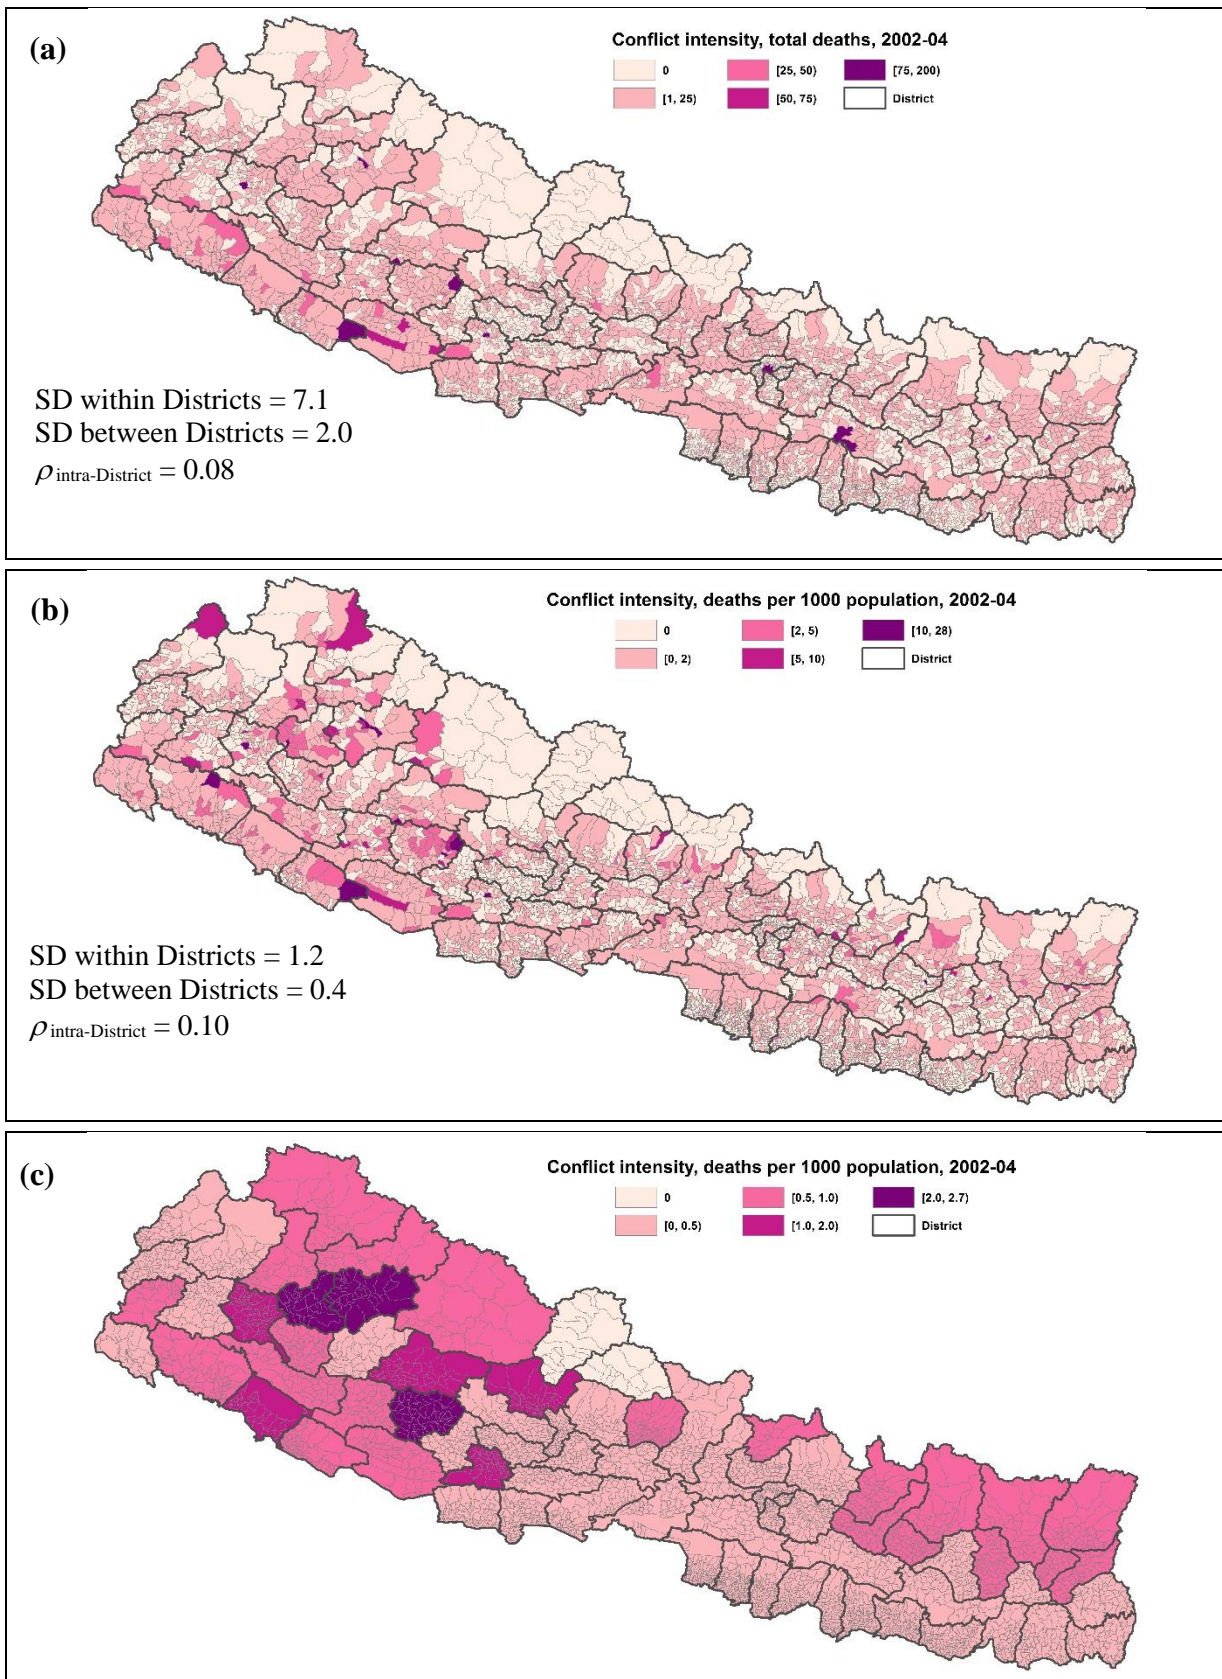 (a)
Conflict intensity, total deaths, 2002-04
0
[25, 50)
[75, 200)
[1, 25)
[50, 75)
District
SD within Districts = 7.1
SD between Districts = 2.0
ρ intra-District = 0.08
(b)
Conflict intensity, deaths per 1000 population, 2002-04
0
[2, 5)
[10, 28)
[0, 2)
[5, 10)
District
SD within Districts = 1.2
SD between Districts = 0.4
ρ intra-District = 0.10
(c)
Conflict intensity, deaths per 1000 population, 2002-04
0
[0.5, 1.0)
[2.0, 2.7)
[0, 0.5)
[1.0, 2.0)
District